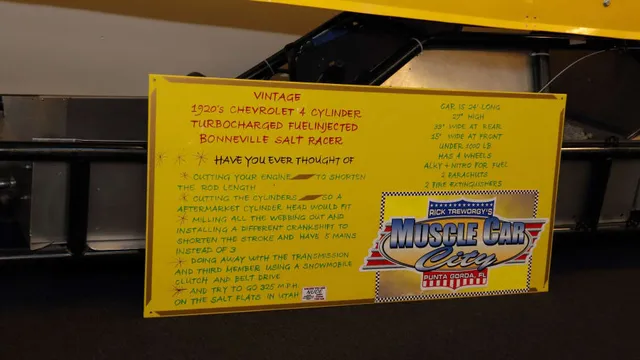 VINTAGE
1920'S CHEVROLET 4 CYLINDER
TURBOCHARGED FUELINJECTED
BONNEVILLE SALT RACER
HAVE YOU EVER THOUGHT OF
CUTTING YOUR ENGINE TO SHORTEN
THE ROD LENGTH
CUTTING THE CYLINDERS SO A
AFTERMARKET CYLINDER HEAD WOULD FIT
MILLING ALL THE WEBBING OUT AND
INSTALLING A DIFFERENT CRANKSHIFT TO
SHORTEN THE STROKE AND HAVE 5 MAINS
INSTEAD OF 3
DOING AWAY WITH THE TRANSMISSION
AND THIRD MEMBER USING A SNOWMOBILE
CLUTCH AND BELT DRIVE
AND TRY TO GO 325 M.P.H.
ON THE SALT FLATS IN UTAH
CAR IS 24' LONG
27" HIGH
WIDE AT REAR
WIDE AT FRONT
UNDER LB
HAS 4 WHEELS
ALKY + NITRO FOR FUEL
2 PARACHUTS
2 FIRE EXTINGUISHERS
RICK TREWORGY'S
MUSCLE CAR
City
PUNTA GORDA, FL